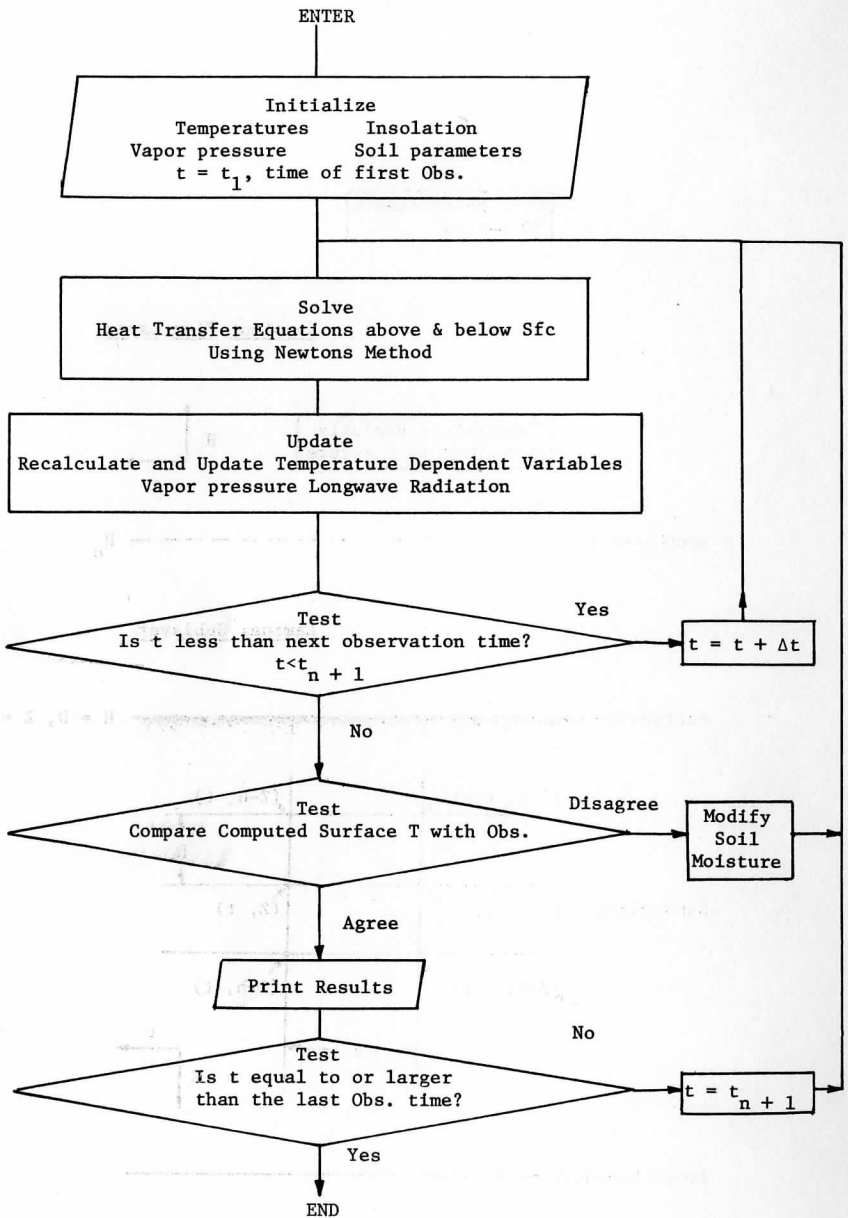 ENTER
Initialize
Temperatures Insolation
Vapor pressure Soil parameters
t = t1, time of first Obs.
Solve
Heat Transfer Equations above & below Sfc
Using Newtons Method
Update
Recalculate and Update Temperature Dependent Variables
Vapor pressure Longwave Radiation
Test
Is t less than next observation time?
t<tn + 1
Yes
t = t + Δt
No
Test
Compare Computed Surface T with Obs.
Disagree
Modify
Soil
Moisture
Agree
Print Results
Test
Is t equal to or larger
than the last Obs. time?
No
t = tn + 1
Yes
END